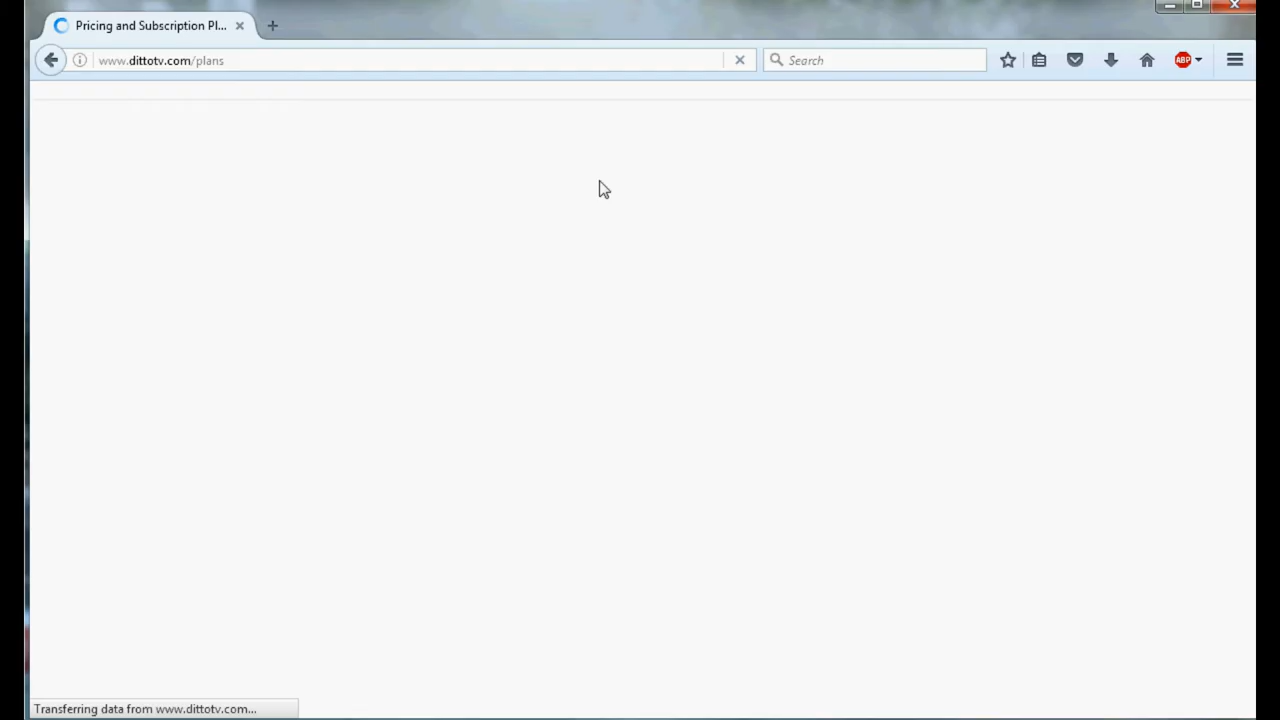 Pricing and Subscription Pl...
www.dittotv.com/plans
Search
ABP
Transferring data from www.dittotv.com...